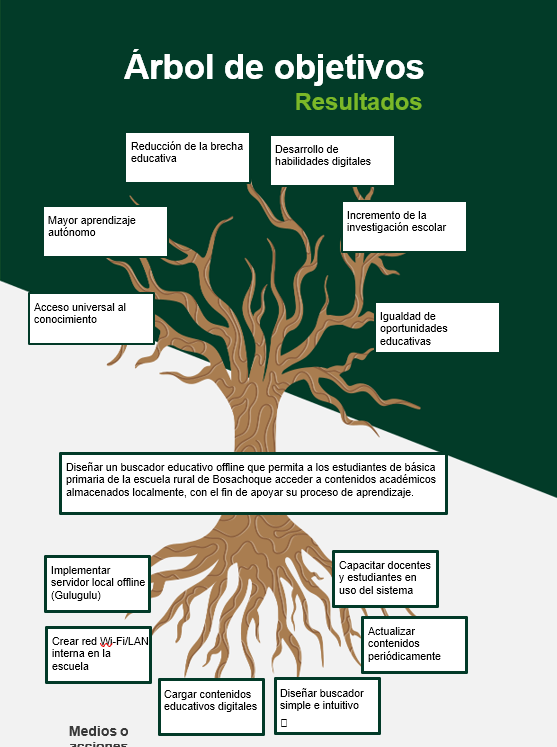 Árbol de objetivos
Resultados
Reducción de la brecha
educativa
Desarrollo de
habilidades digitales
Mayor aprendizaje
autónomo
Incremento de la
investigación escolar
Acceso universal al
conocimiento
Igualdad de
oportunidades
educativas
Diseñar un buscador educativo offline que permita a los estudiantes de básica
primaria de la escuela rural de Bosachoque acceder a contenidos académicos
almacenados localmente, con el fin de apoyar su proceso de aprendizaje.
Implementar
servidor local offline
(Gulugulu)
Capacitar docentes
y estudiantes en
uso del sistema
Crear red Wi-Fi/LAN
interna en la
escuela
Actualizar
contenidos
periódicamente
Cargar contenidos
educativos digitales
Diseñar buscador
simple e intuitivo
Medios o
acciones